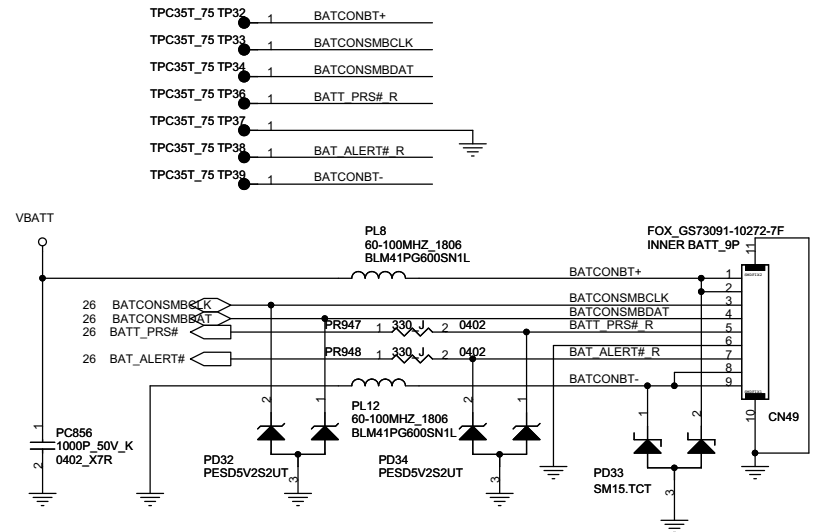 TPC35T_75 TP32 1 BATCONBT+
TPC35T_75 TP33 1 BATCONSMBCLK
TPC35T_75 TP34 1 BATCONSMBDAT
TPC35T_75 TP36 1 BATT_PRS#_R
TPC35T_75 TP37 1
TPC35T_75 TP38 1 BAT_ALERT#_R
TPC35T_75 TP39 1 BATCONBT-
VBATT
PL8
60-100MHZ_1806
BLM41PG600SN1L
FOX_GS73091-10272-7F
INNER BATT_9P
11
BATCONBT+ 1
2
26 BATCONSMBCLK BATCONSMBCLK 3
26 BATCONSMBDAT BATCONSMBDAT 4
26 BATT_PRS# PR947 1 330_J 2 0402 BATT_PRS#_R 5
6
26 BAT_ALERT# PR948 1 330_J 2 0402 BAT_ALERT#_R 7
8
BATCONBT- 9
10
CN49
PL12
60-100MHZ_1806
BLM41PG600SN1L
2 1 2 1 1 2
1
PC856
1000P_50V_K
0402_X7R
2
PD32
PESD5V2S2UT
3
PD34
PESD5V2S2UT
3
PD33
SM15.TCT
3